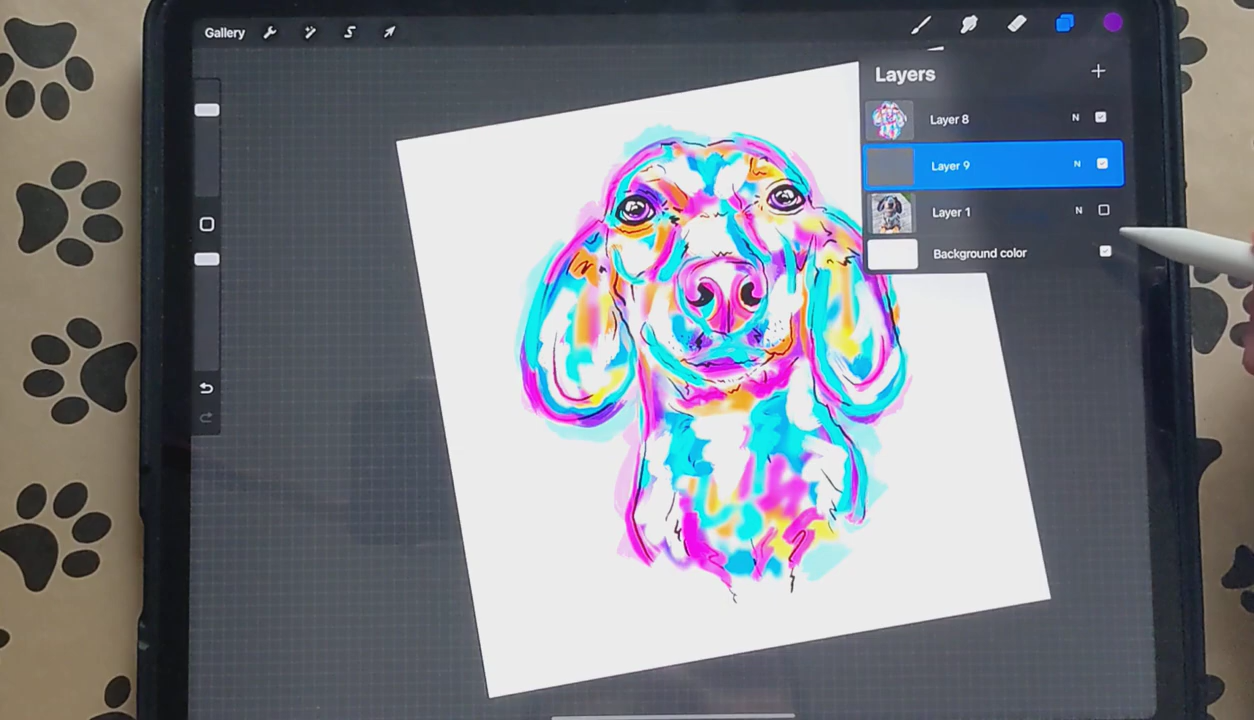 Gallery
Layers
Layer 8 N
Layer 9 N
Layer 1 N
Background color